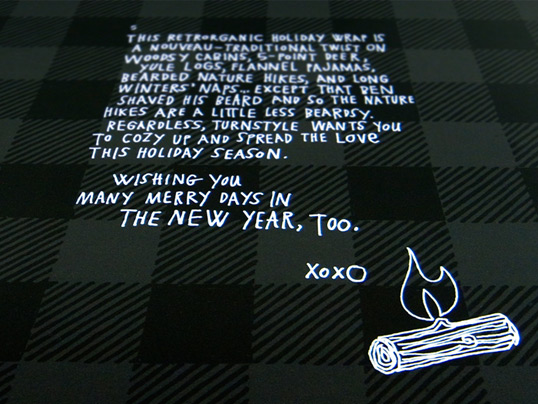 THIS RETRORGANIC HOLIDAY WRAP IS
A NOUVEAU-TRADITIONAL TWIST ON
WOODSY CABINS, 5-POINT DEER,
YULE LOGS, FLANNEL PAJAMAS,
BEARDED NATURE HIKES, AND LONG
WINTERS' NAPS... EXCEPT THAT BEN
SHAVED HIS BEARD AND SO THE NATURE
HIKES ARE A LITTLE LESS BEARDSY.
REGARDLESS, TURNSTYLE WANTS YOU
TO COZY UP AND SPREAD THE LOVE
THIS HOLIDAY SEASON.
WISHING YOU
MANY MERRY DAYS IN
THE NEW YEAR, TOO.
XOXO